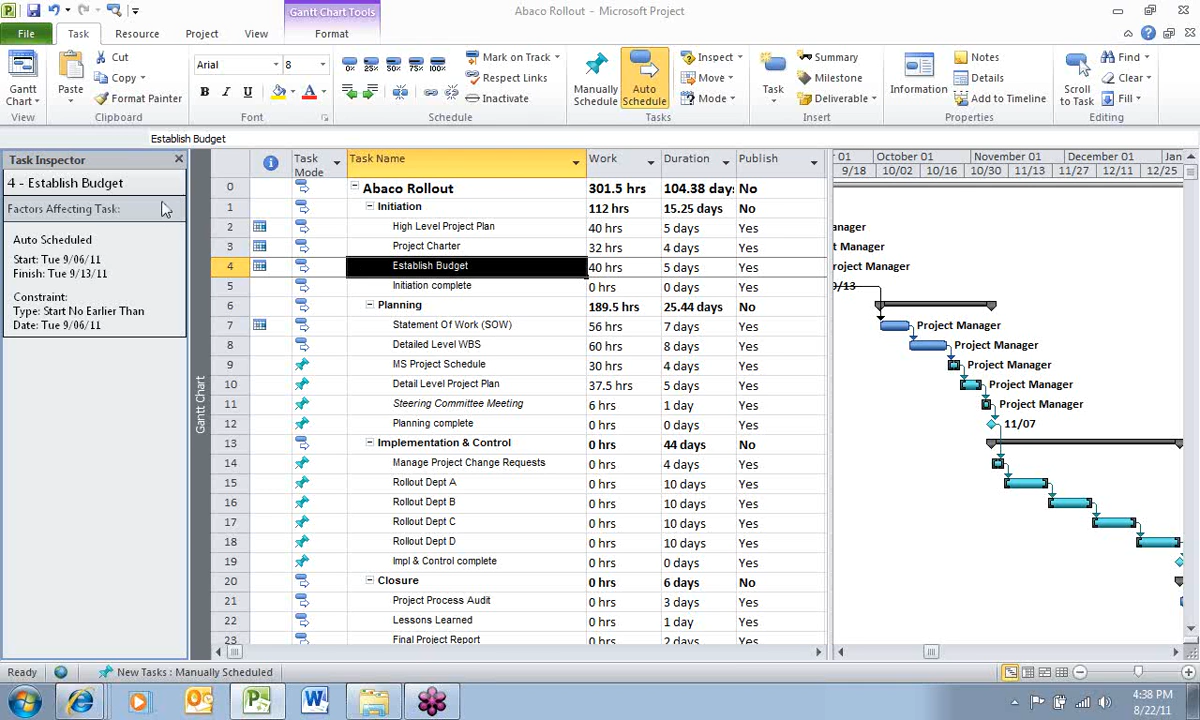 Gantt Chart Tools
Abaco Rollout – Microsoft Project
File Task Resource Project View Format
Gantt Chart
View
Paste
Cut
Copy
Format Painter
Clipboard
Arial 8
B I U A
Font
0% 25% 50% 75% 100%
Mark on Track
Respect Links
Inactivate
Schedule
Manually Schedule
Auto Schedule
Inspect
Move
Mode
Tasks
Task
Summary
Milestone
Deliverable
Insert
Information
Notes
Details
Add to Timeline
Properties
Scroll to Task
Find
Clear
Fill
Editing
Establish Budget
Task Inspector
4 - Establish Budget
Factors Affecting Task:
Auto Scheduled
Start: Tue 9/06/11
Finish: Tue 9/13/11
Constraint:
Type: Start No Earlier Than
Date: Tue 9/06/11
Gantt Chart
Task Mode Task Name Work Duration Publish
0 Abaco Rollout 301.5 hrs 104.38 days No
1 Initiation 112 hrs 15.25 days No
2 High Level Project Plan 40 hrs 5 days Yes
3 Project Charter 32 hrs 4 days Yes
4 Establish Budget 40 hrs 5 days Yes
5 Initiation complete 0 hrs 0 days Yes
6 Planning 189.5 hrs 25.44 days No
7 Statement Of Work (SOW) 56 hrs 7 days Yes
8 Detailed Level WBS 60 hrs 8 days Yes
9 MS Project Schedule 30 hrs 4 days Yes
10 Detail Level Project Plan 37.5 hrs 5 days Yes
11 Steering Committee Meeting 6 hrs 1 day Yes
12 Planning complete 0 hrs 0 days Yes
13 Implementation & Control 0 hrs 44 days No
14 Manage Project Change Requests 0 hrs 4 days Yes
15 Rollout Dept A 0 hrs 10 days Yes
16 Rollout Dept B 0 hrs 10 days Yes
17 Rollout Dept C 0 hrs 10 days Yes
18 Rollout Dept D 0 hrs 10 days Yes
19 Impl & Control complete 0 hrs 0 days Yes
20 Closure 0 hrs 6 days No
21 Project Process Audit 0 hrs 3 days Yes
22 Lessons Learned 0 hrs 1 day Yes
23 Final Project Report 0 hrs 2 days Yes
r 01 October 01 November 01 December 01 Jan
9/18 10/02 10/16 10/30 11/13 11/27 12/11 12/25
anager
t Manager
roject Manager
0/13
Project Manager
Project Manager
Project Manager
Project Manager
Project Manager
11/07
Ready
New Tasks : Manually Scheduled
4:38 PM
8/22/11